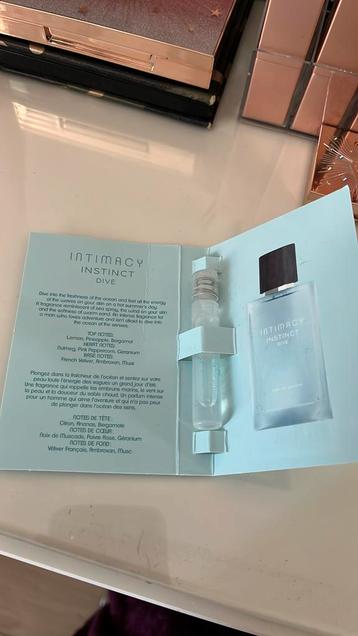 INTIMACY
INSTINCT
DIVE
Dive into the freshness of the ocean and feel all the energy
of the waves on your skin on a hot summer's day.
A fragrance reminiscent of sea spray, the wind on your skin
and the softness of warm sand. An intense fragrance for
a man who loves adventure and isn't afraid to dive into
the ocean of the senses.
TOP NOTES:
Lemon, Pineapple, Bergamot
HEART NOTES:
Nutmeg, Pink Peppercorns, Geranium
BASE NOTES:
French Vetiver, Ambroxan, Musc
Plongez dans la fraîcheur de l'océan et sentez sur votre
peau toute l'énergie des vagues un grand jour d'été.
Une fragrance qui rappelle les embruns marins, le vent sur
la peau et la douceur du sable chaud. Un parfum intense
pour un homme qui aime l'aventure et qui n'a pas peur
de plonger dans l'océan des sens.
NOTES DE TÊTE:
Citron, Ananas, Bergamote
NOTES DE CŒUR:
Noix de Muscade, Poivre Rose, Géranium
NOTES DE FOND:
Vétiver Français, Ambroxan, Musc
INTIMACY
INSTINCT
DIVE